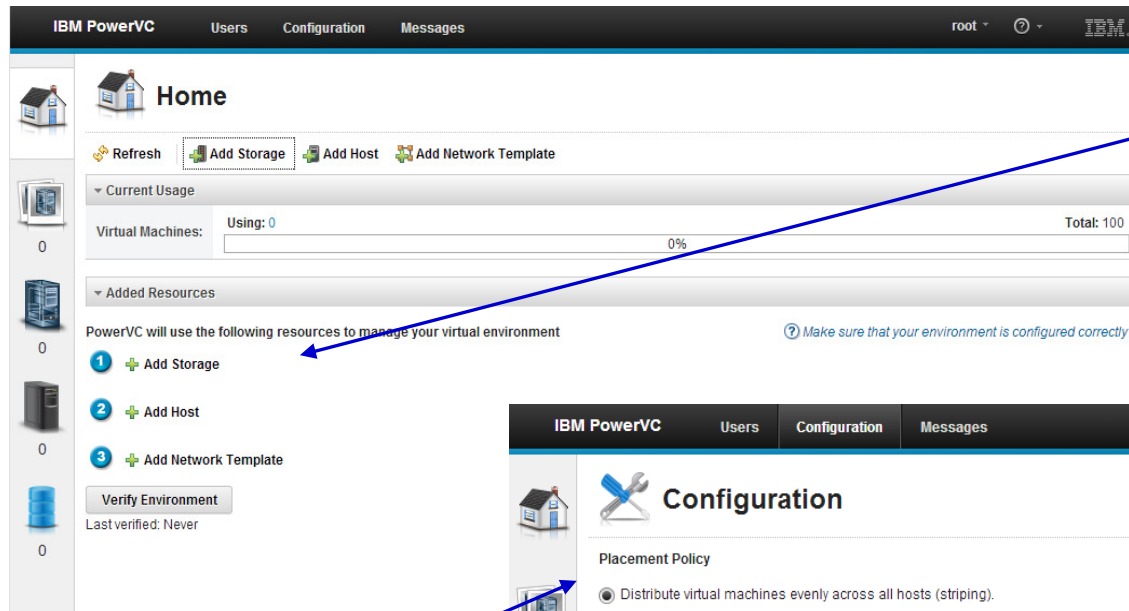 IBM PowerVC Users Configuration Messages root IBM.
Home
Refresh Add Storage Add Host Add Network Template
Current Usage
Virtual Machines: Using: 0 Total: 100
0%
Added Resources
PowerVC will use the following resources to manage your virtual environment Make sure that your environment is configured correctly
1 Add Storage
2 Add Host
3 Add Network Template
Verify Environment
Last verified: Never
0
0
0
0
IBM PowerVC Users Configuration Messages
Configuration
Placement Policy
Distribute virtual machines evenly across all hosts (striping).